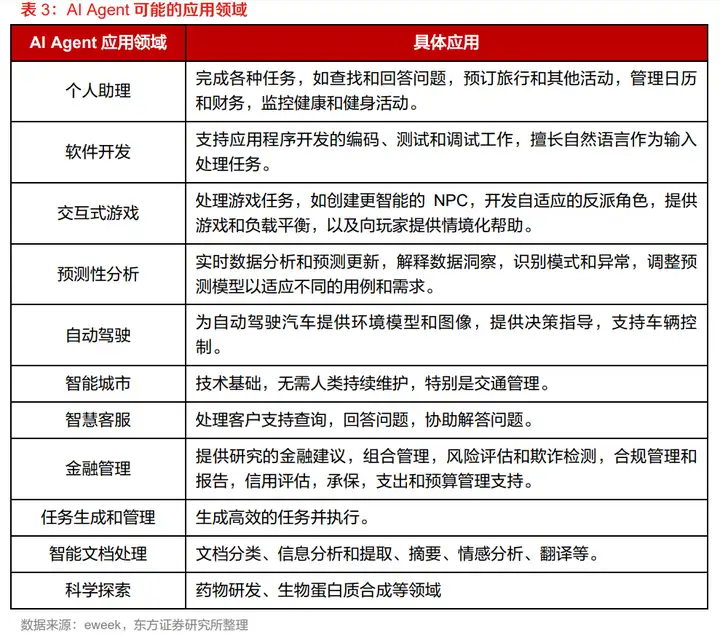 表 3：AI Agent 可能的应用领域
AI Agent 应用领域 具体应用
个人助理 完成各种任务，如查找和回答问题，预订旅行和其他活动，管理日历
和财务，监控健康和健身活动。
软件开发 支持应用程序开发的编码、测试和调试工作，擅长自然语言作为输入
处理任务。
交互式游戏 处理游戏任务，如创建更智能的 NPC，开发自适应的反派角色，提供
游戏和负载平衡，以及向玩家提供情境化帮助。
预测性分析 实时数据分析和预测更新，解释数据洞察，识别模式和异常，调整预
测模型以适应不同的用例和需求。
自动驾驶 为自动驾驶汽车提供环境模型和图像，提供决策指导，支持车辆控
制。
智能城市 技术基础，无需人类持续维护，特别是交通管理。
智慧客服 处理客户支持查询，回答问题，协助解答问题。
金融管理 提供研究的金融建议，组合管理，风险评估和欺诈检测，合规管理和
报告，信用评估，承保，支出和预算管理支持。
任务生成和管理 生成高效的任务并执行。
智能文档处理 文档分类、信息分析和提取、摘要、情感分析、翻译等。
科学探索 药物研发、生物蛋白质合成等领域
数据来源：eweek，东方证券研究所整理